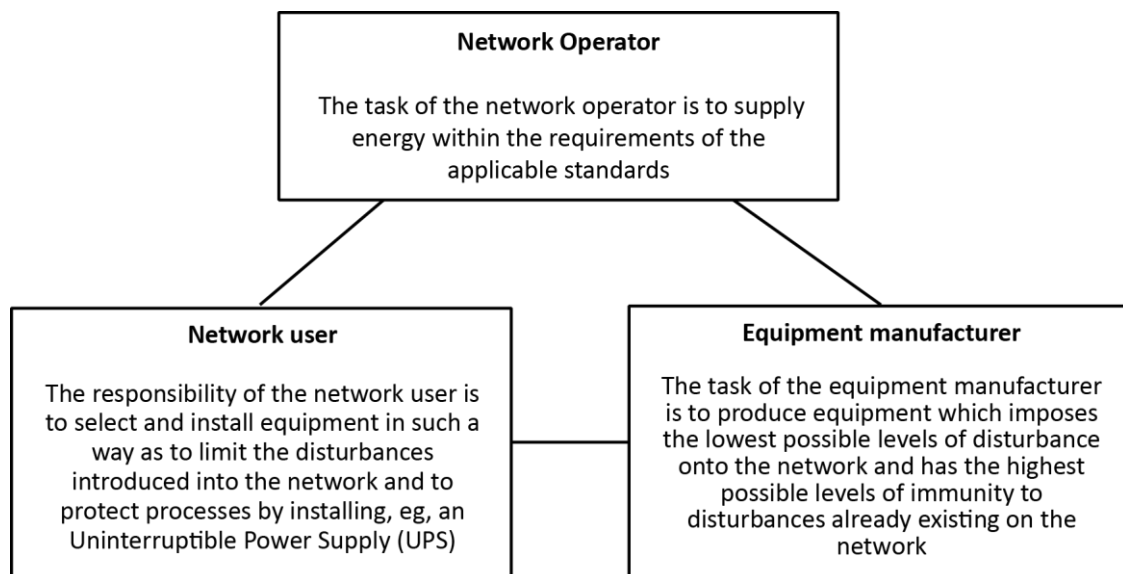 Network Operator
The task of the network operator is to supply
energy within the requirements of the
applicable standards
Network user
The responsibility of the network user is
to select and install equipment in such a
way as to limit the disturbances
introduced into the network and to
protect processes by installing, eg, an
Uninterruptible Power Supply (UPS)
Equipment manufacturer
The task of the equipment manufacturer
is to produce equipment which imposes
the lowest possible levels of disturbance
onto the network and has the highest
possible levels of immunity to
disturbances already existing on the
network